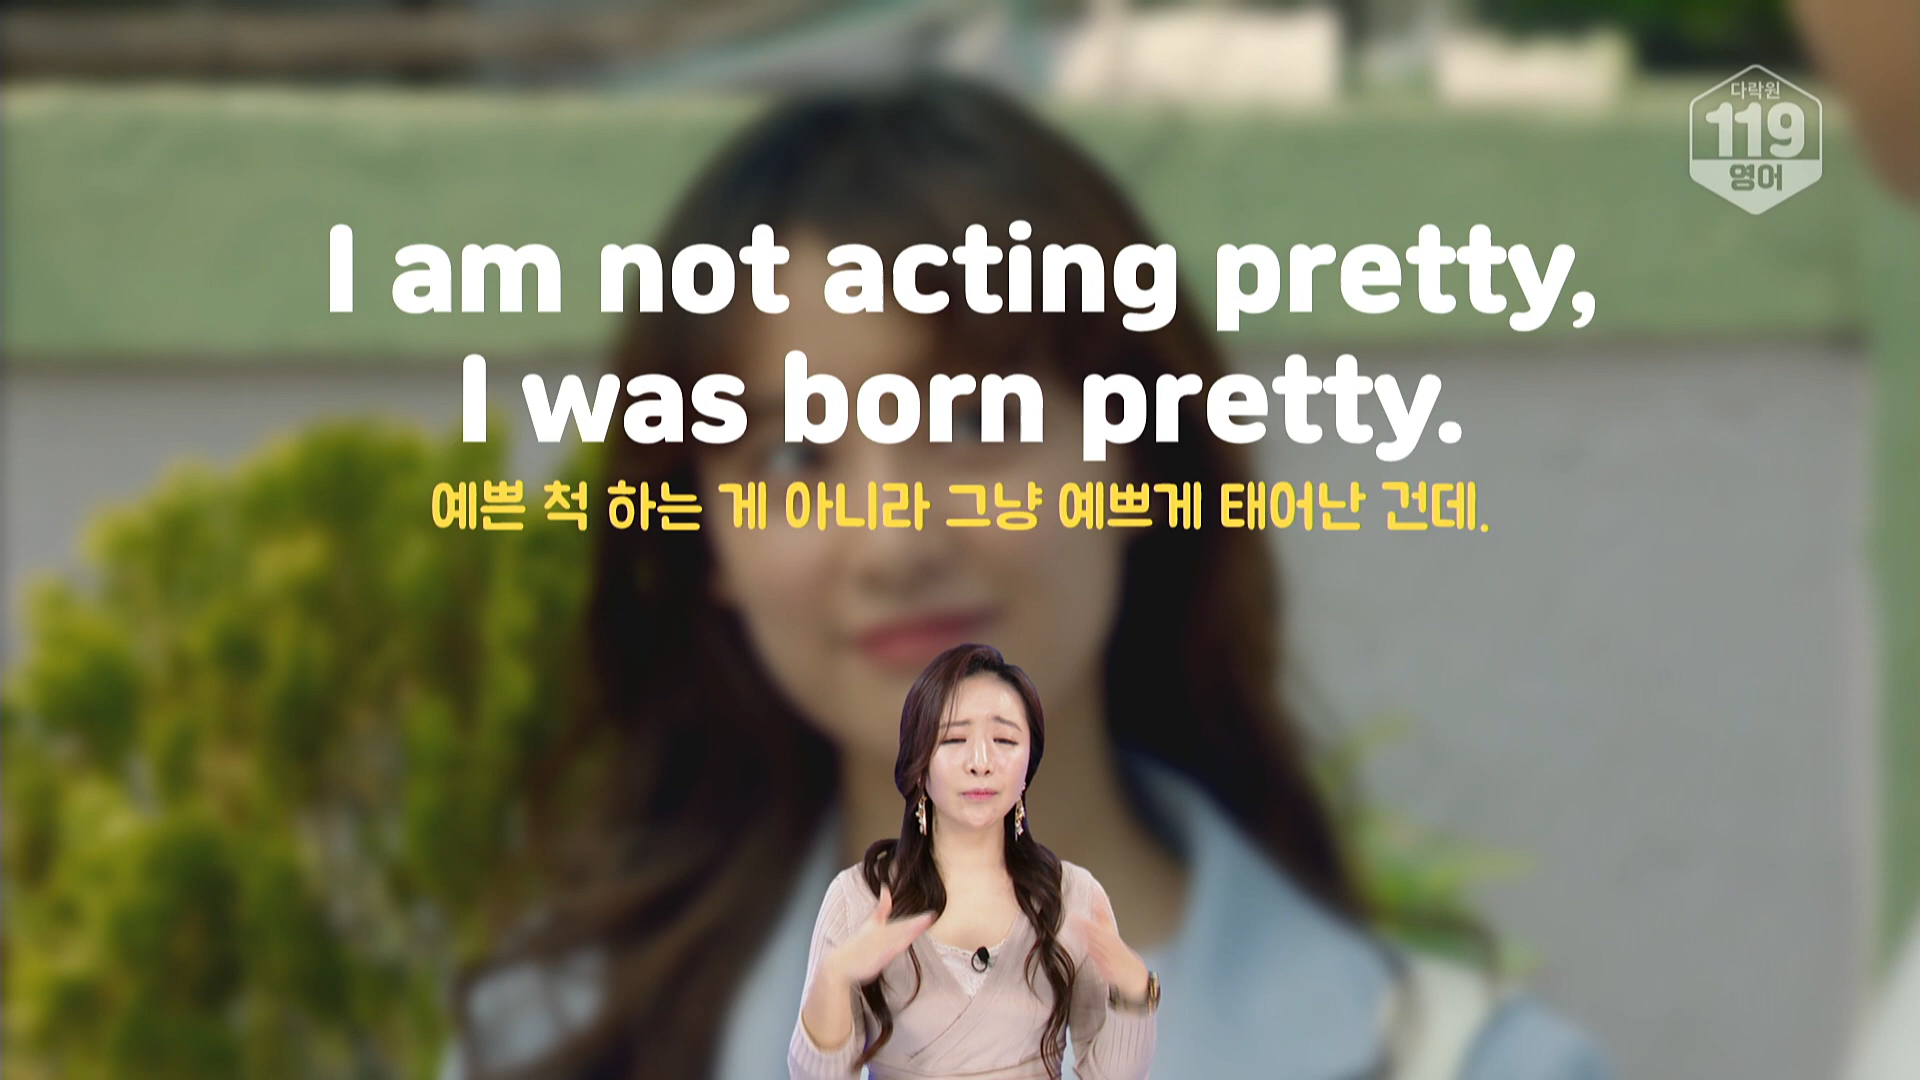 다락원
119
영어
I am not acting pretty,
I was born pretty.
예쁜 척 하는 게 아니라 그냥 예쁘게 태어난 건데.